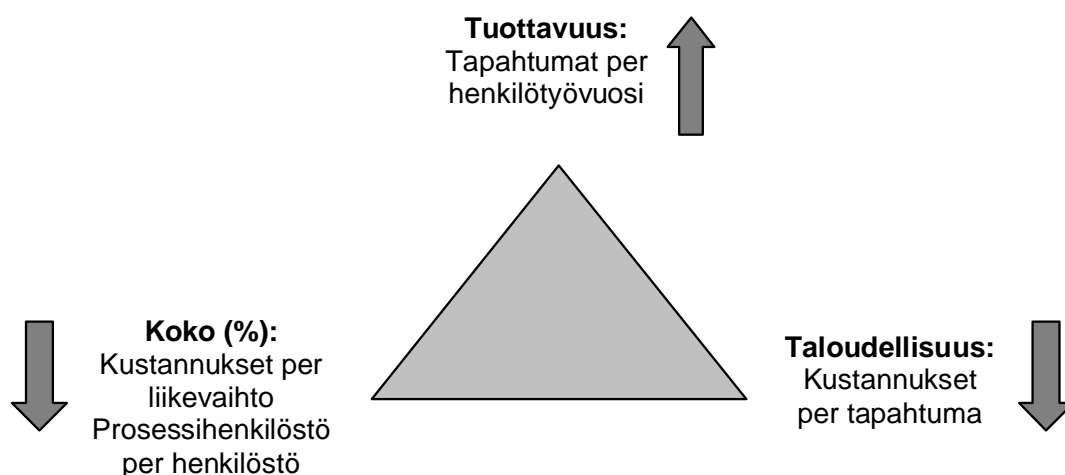 Tuottavuus:
Tapahtumat per
henkilötyövuosi
Koko (%):
Kustannukset per
liikevaihto
Prosessihenkilöstö
per henkilöstö
Taloudellisuus:
Kustannukset
per tapahtuma